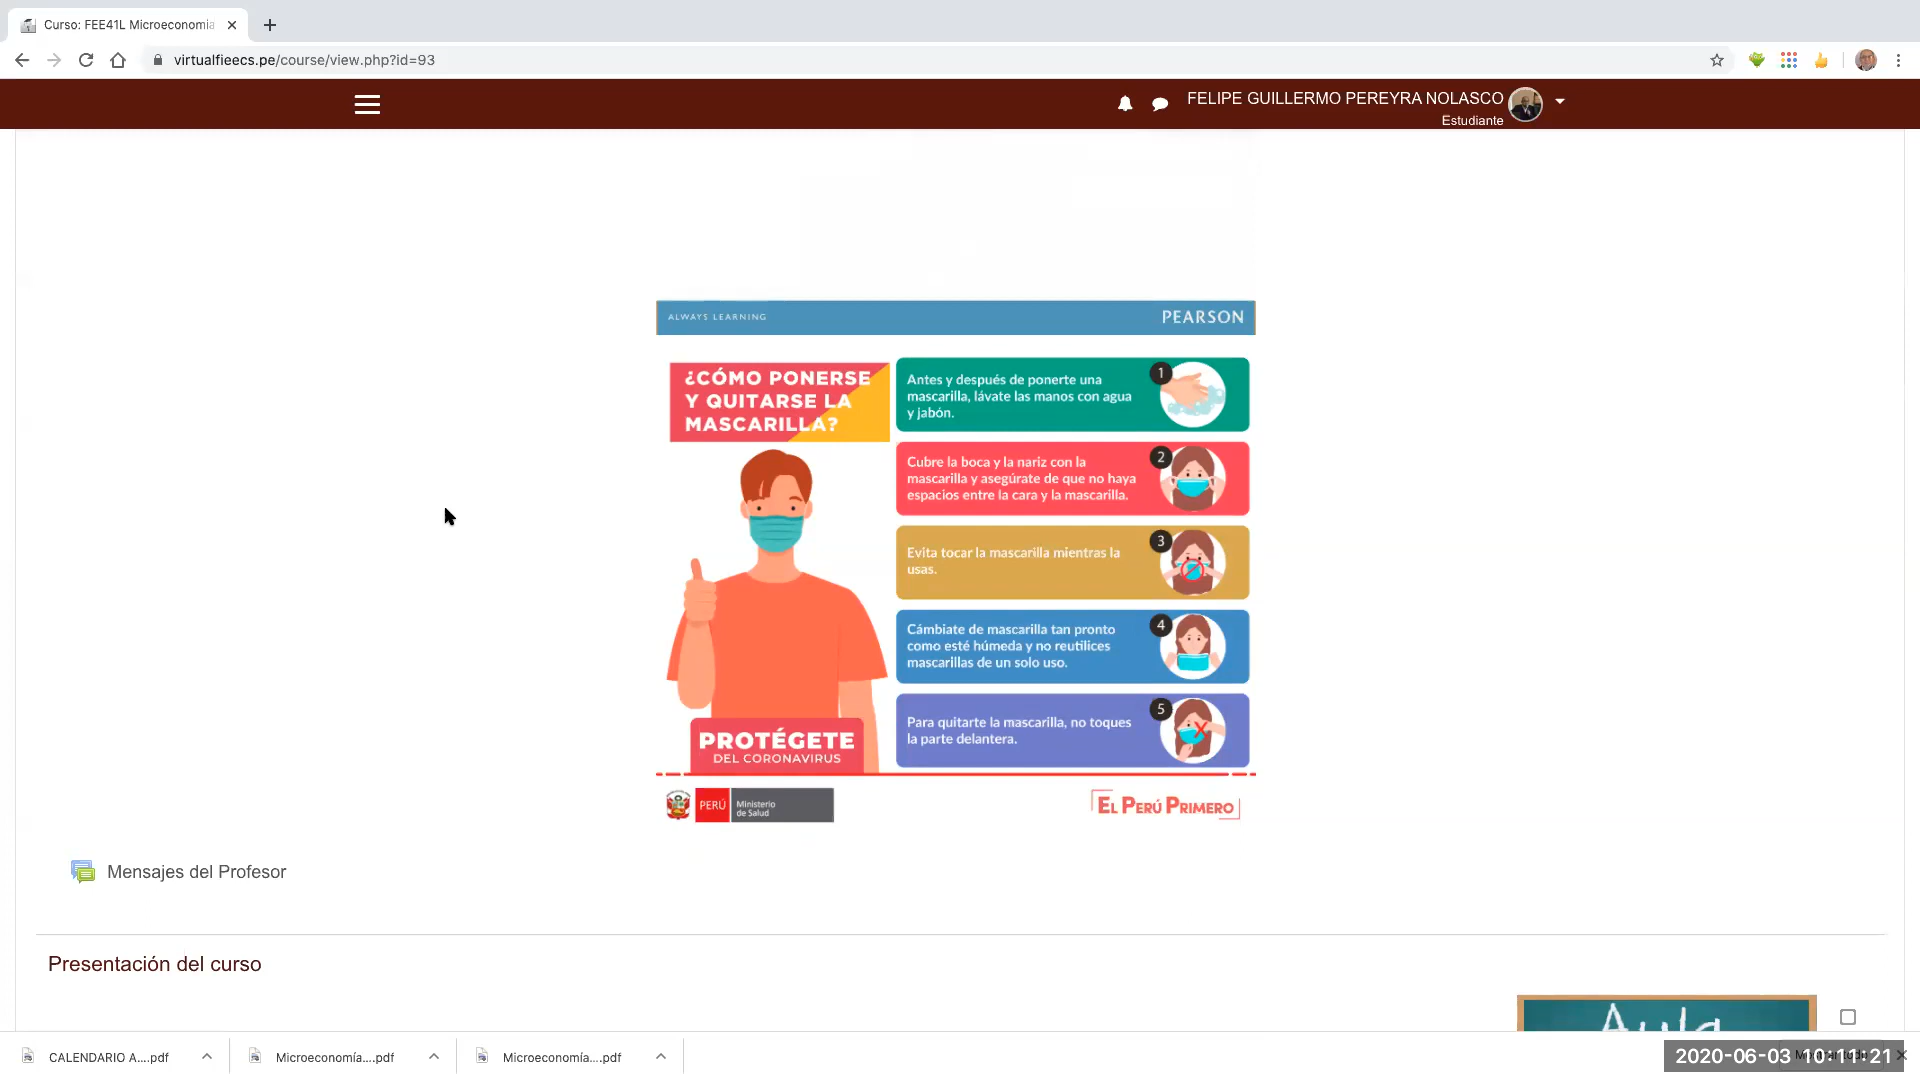 Curso: FEE41L Microeconomia
virtualfieecs.pe/course/view.php?id=93
FELIPE GUILLERMO PEREYRA NOLASCO
Estudiante
ALWAYS LEARNING
PEARSON
¿CÓMO PONERSE
Y QUITARSE LA
MASCARILLA?
1
Antes y después de ponerte una
mascarilla, lávate las manos con agua
y jabón.
2
Cubre la boca y la nariz con la
mascarilla y asegúrate de que no haya
espacios entre la cara y la mascarilla.
3
Evita tocar la mascarilla mientras la
usas.
4
Cámbiate de mascarilla tan pronto
como esté húmeda y no reutilices
mascarillas de un solo uso.
5
Para quitarte la mascarilla, no toques
la parte delantera.
PROTÉGETE
DEL CORONAVIRUS
PERÚ
Ministerio
de Salud
EL PERÚ PRIMERO
Mensajes del Profesor
Presentación del curso
CALENDARIO A....pdf
Microeconomía....pdf
Microeconomía....pdf
2020-06-03 10:11:21